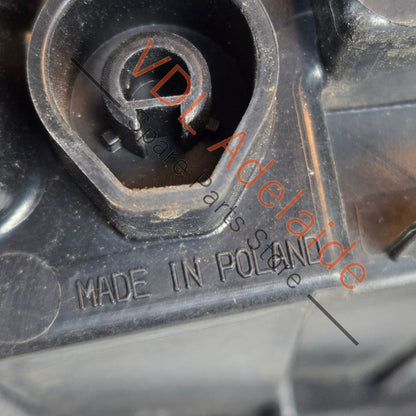 VDL Adelaide
Spare Parts Store
MADE IN POLAND